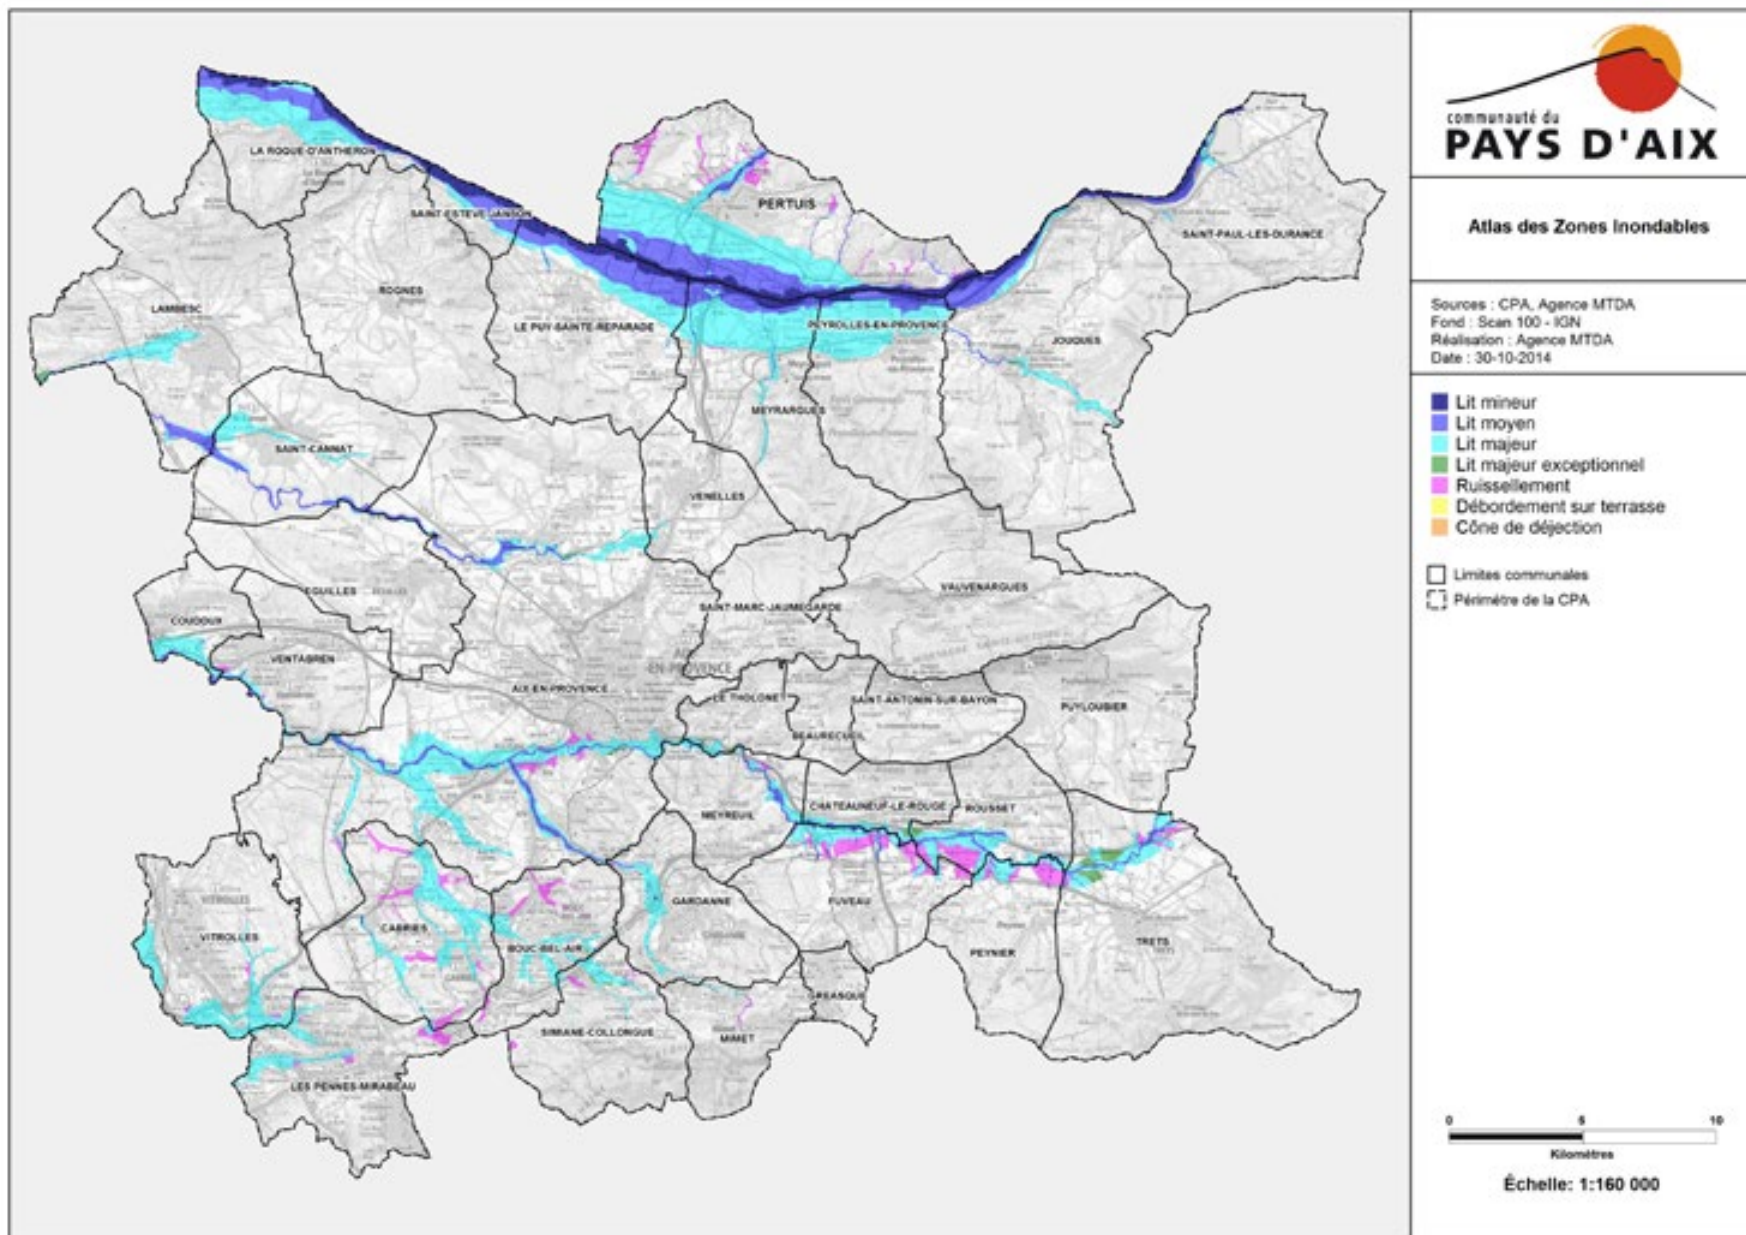 LA ROQUE-D'ANTHERON
PERTUIS
SAINT-ESTEVE-JANSON
SAINT-PAUL-LES-DURANCE
ROGNES
LAMBESC
LE PUY-SAINTE-REPARADE
PEYROLLES-EN-PROVENCE
JOUQUES
MEYRARGUES
SAINT-CANNAT
VENELLES
EGUILLES
VAUVENARGUES
SAINT-MARC-JAUMEGARDE
COUDOUX
VENTABREN
AIX-EN-PROVENCE
LE THOLONET
SAINT-ANTONIN-SUR-BAYON
PUYLOUBIER
BEAURECUEIL
CHATEAUNEUF-LE-ROUGE
ROUSSET
MEYREUIL
VITROLLES
CABRIES
BOUC-BEL-AIR
GARDANNE
FUVEAU
PEYNIER
TRETS
GREASQUE
SIMIANE-COLLONGUE
MIMET
LES PENNES-MIRABEAU
communauté du
PAYS D'AIX
Atlas des Zones Inondables
Sources : CPA, Agence MTDA
Fond : Scan 100 - IGN
Réalisation : Agence MTDA
Date : 30-10-2014
Lit mineur
Lit moyen
Lit majeur
Lit majeur exceptionnel
Ruissellement
Débordement sur terrasse
Cône de déjection
Limites communales
Périmètre de la CPA
0 5 10
Kilomètres
Échelle: 1:160 000